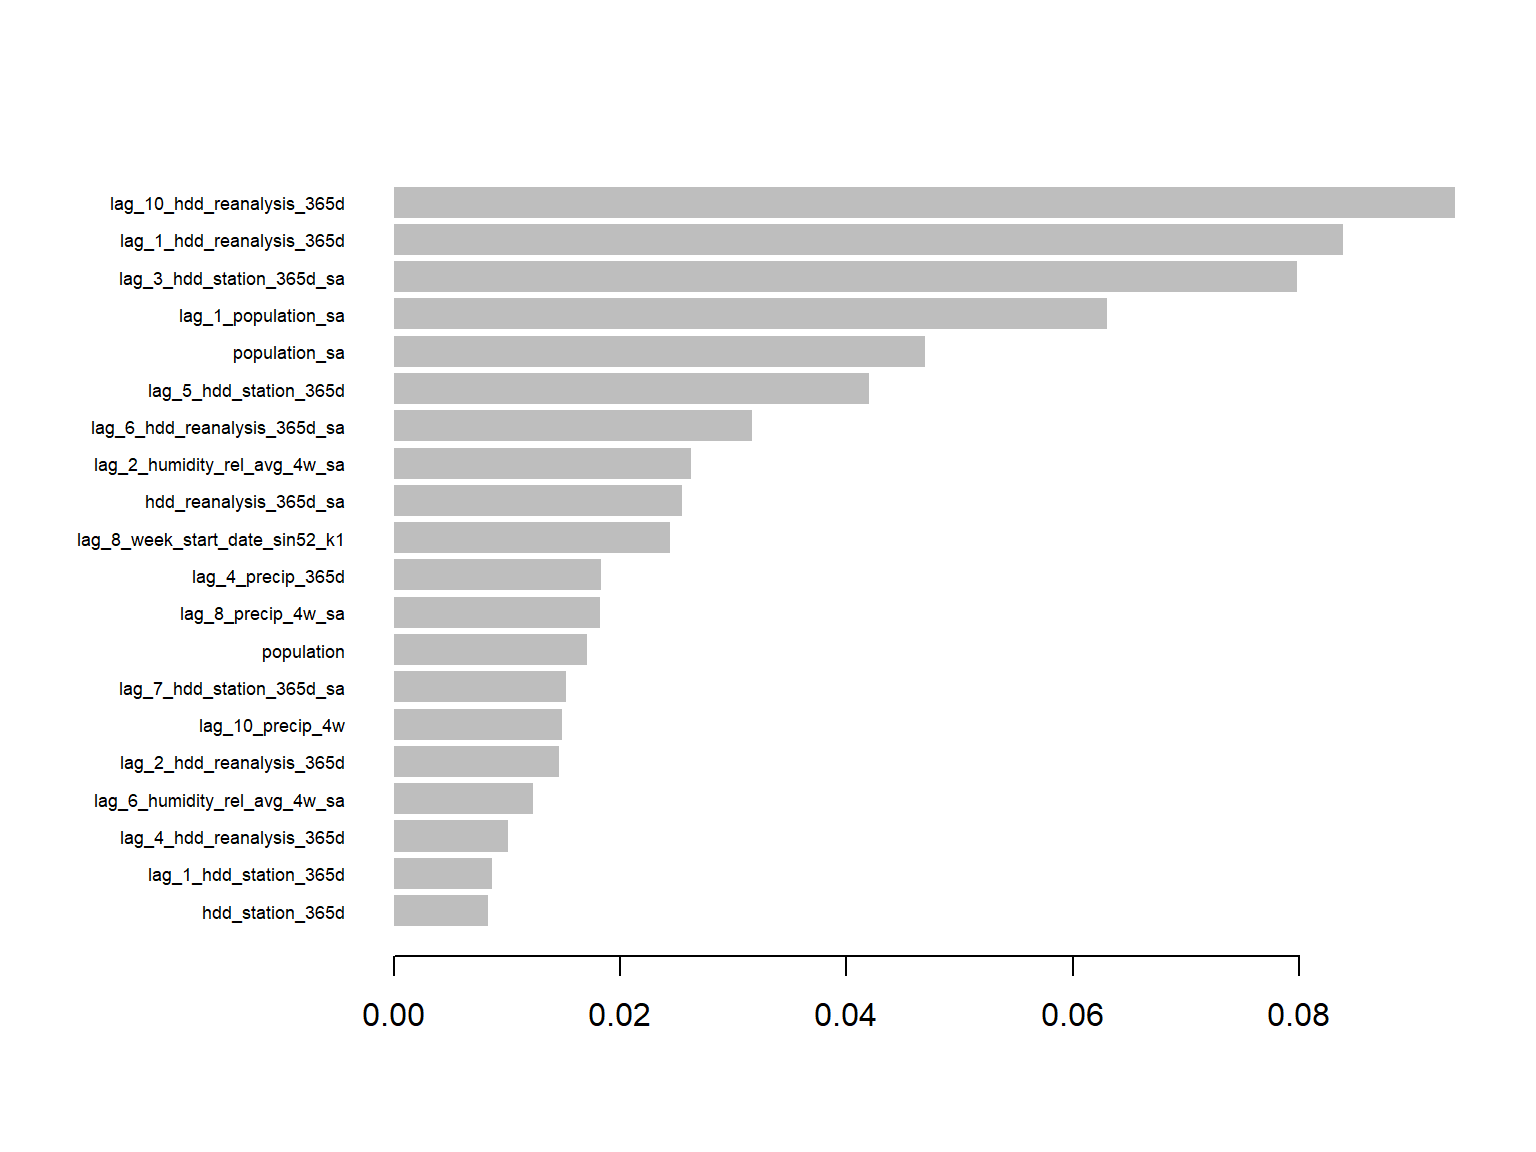 lag_10_hdd_reanalysis_365d
lag_1_hdd_reanalysis_365d
lag_3_hdd_station_365d_sa
lag_1_population_sa
population_sa
lag_5_hdd_station_365d
lag_6_hdd_reanalysis_365d_sa
lag_2_humidity_rel_avg_4w_sa
hdd_reanalysis_365d_sa
lag_8_week_start_date_sin52_k1
lag_4_precip_365d
lag_8_precip_4w_sa
population
lag_7_hdd_station_365d_sa
lag_10_precip_4w
lag_2_hdd_reanalysis_365d
lag_6_humidity_rel_avg_4w_sa
lag_4_hdd_reanalysis_365d
lag_1_hdd_station_365d
hdd_station_365d
0.00 0.02 0.04 0.06 0.08